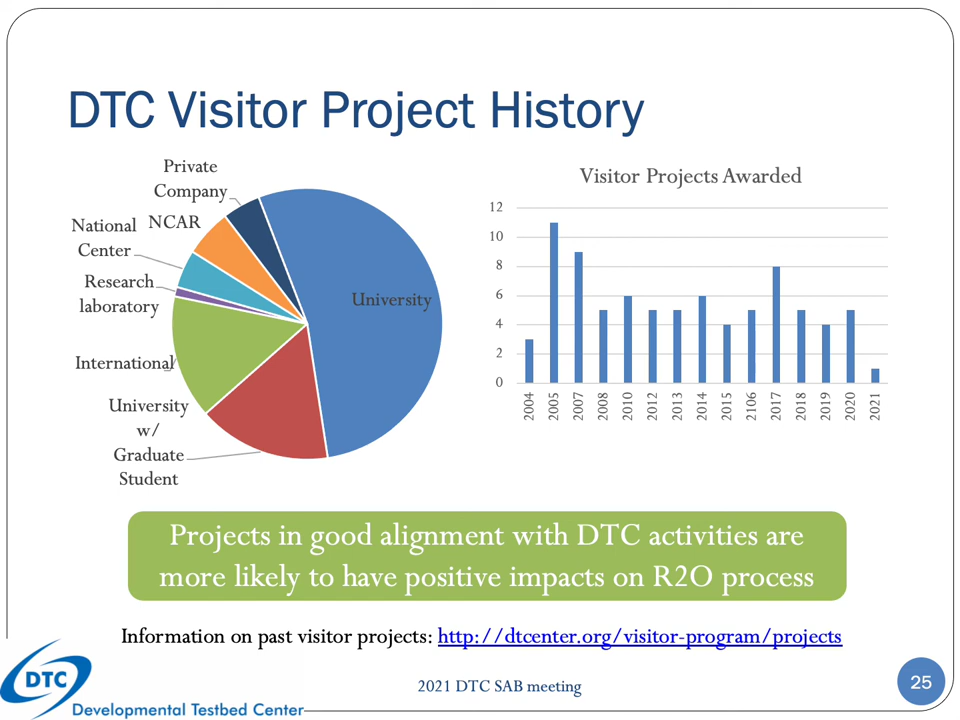 DTC Visitor Project History
Private
Company
NCAR
National
Center
Research
laboratory
International
University
w/
Graduate
Student
University
Visitor Projects Awarded
12
10
8
6
4
2
0
2004
2005
2007
2008
2010
2012
2013
2014
2015
2106
2017
2018
2019
2020
2021
Projects in good alignment with DTC activities are
more likely to have positive impacts on R2O process
Information on past visitor projects: http://dtcenter.org/visitor-program/projects
DTC
Developmental Testbed Center
2021 DTC SAB meeting
25